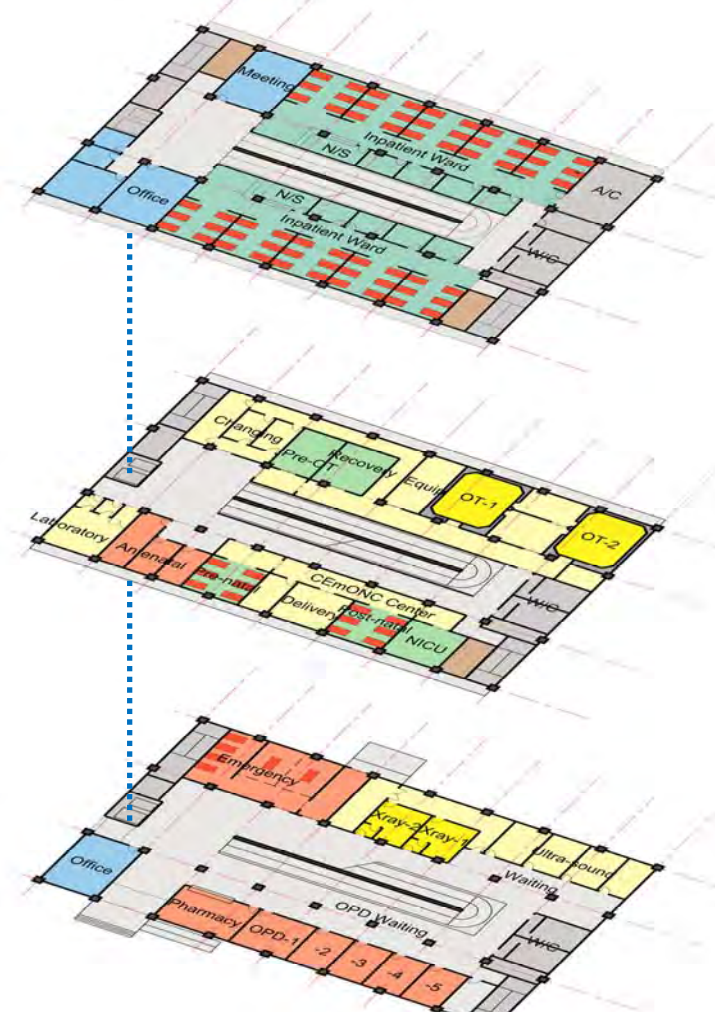 Meeting
Inpatient Ward
N/S
A/C
N/S
Office
Inpatient Ward
W/C
Changing
Pre-OT
Recovery
Equip
OT-1
OT-2
Laboratory
Antenatal
Pre-natal
CEmONC Center
Delivery
Post-natal
NICU
W/C
Emergency
Xray-2
Xray-1
Ultra-sound
Waiting
Office
OPD Waiting
Pharmacy
OPD-1
-2
-3
-4
-5
W/C